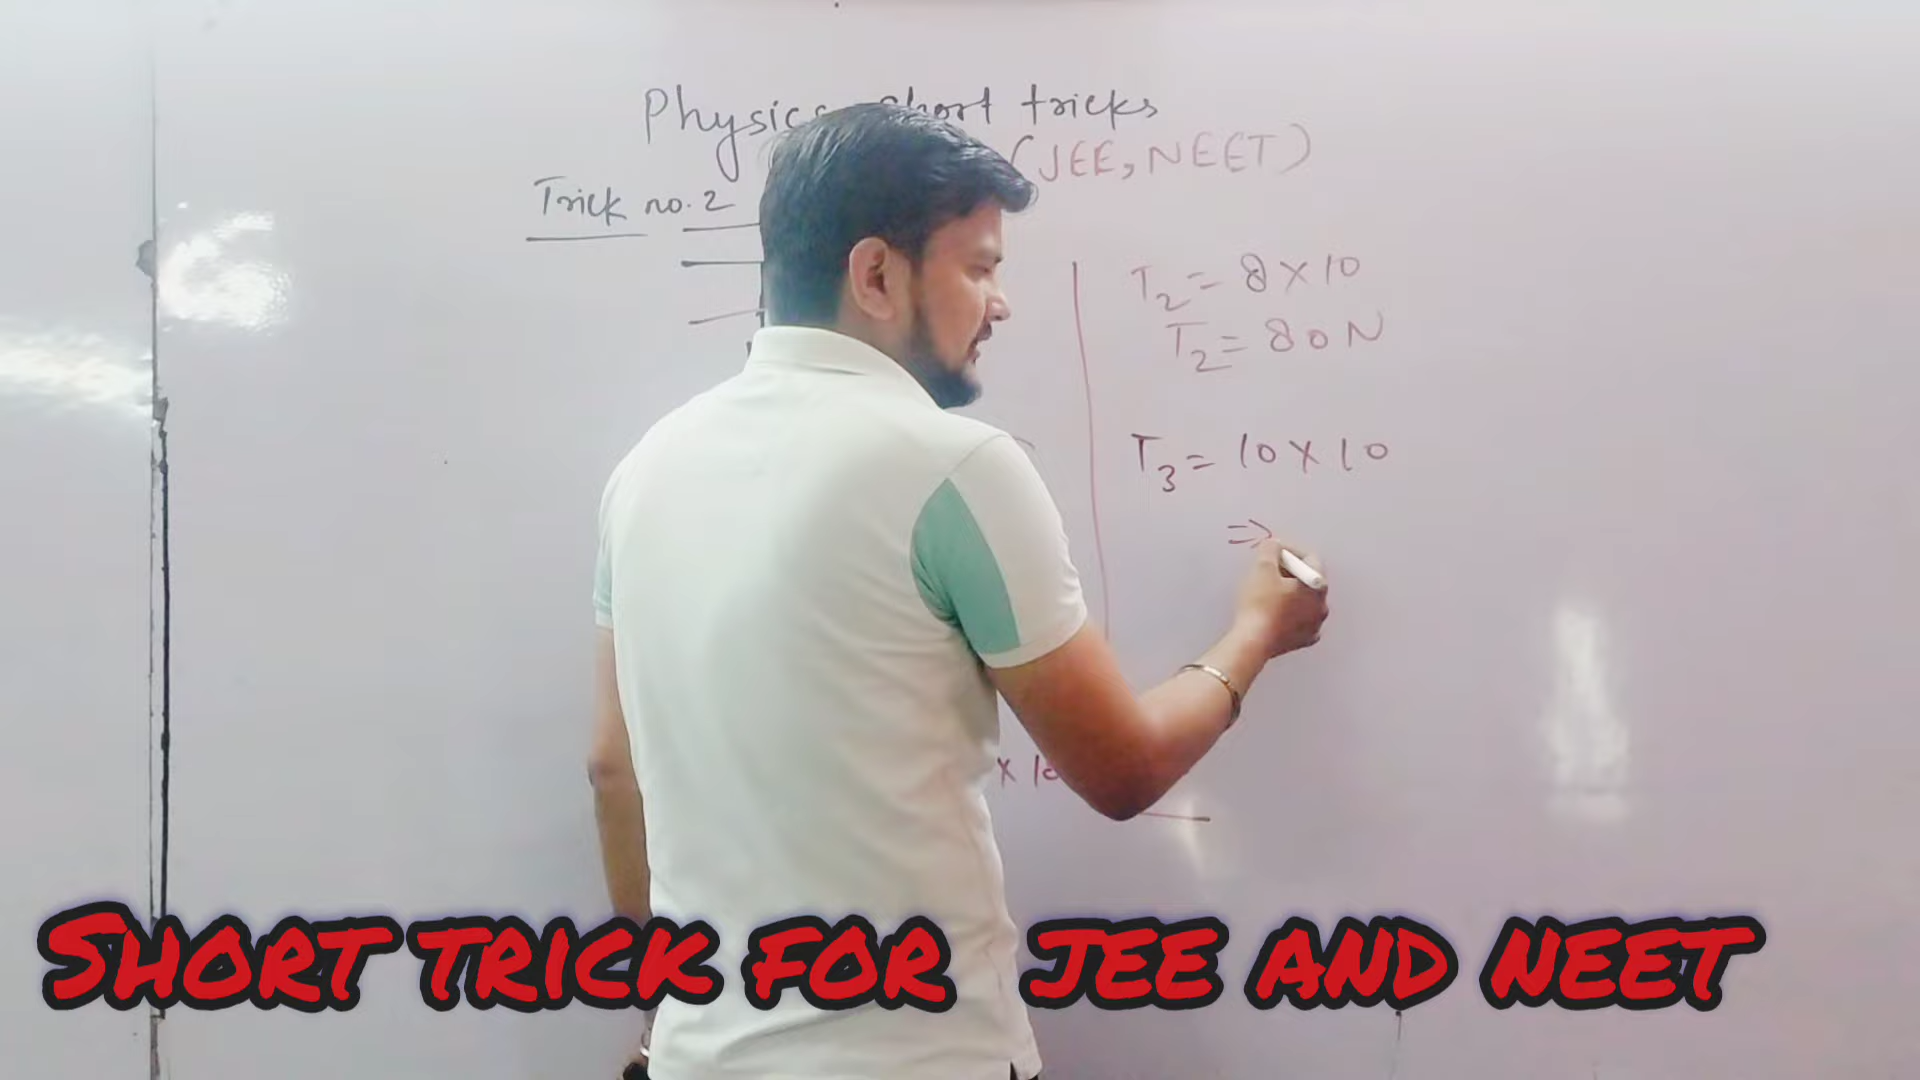 Physics short tricks
(JEE, NEET)
Trick no. 2
T2 = 8 X 10
T2 = 80 N
T3 = 10 X 10
⇒
x 10
SHORT TRICK FOR JEE AND NEET